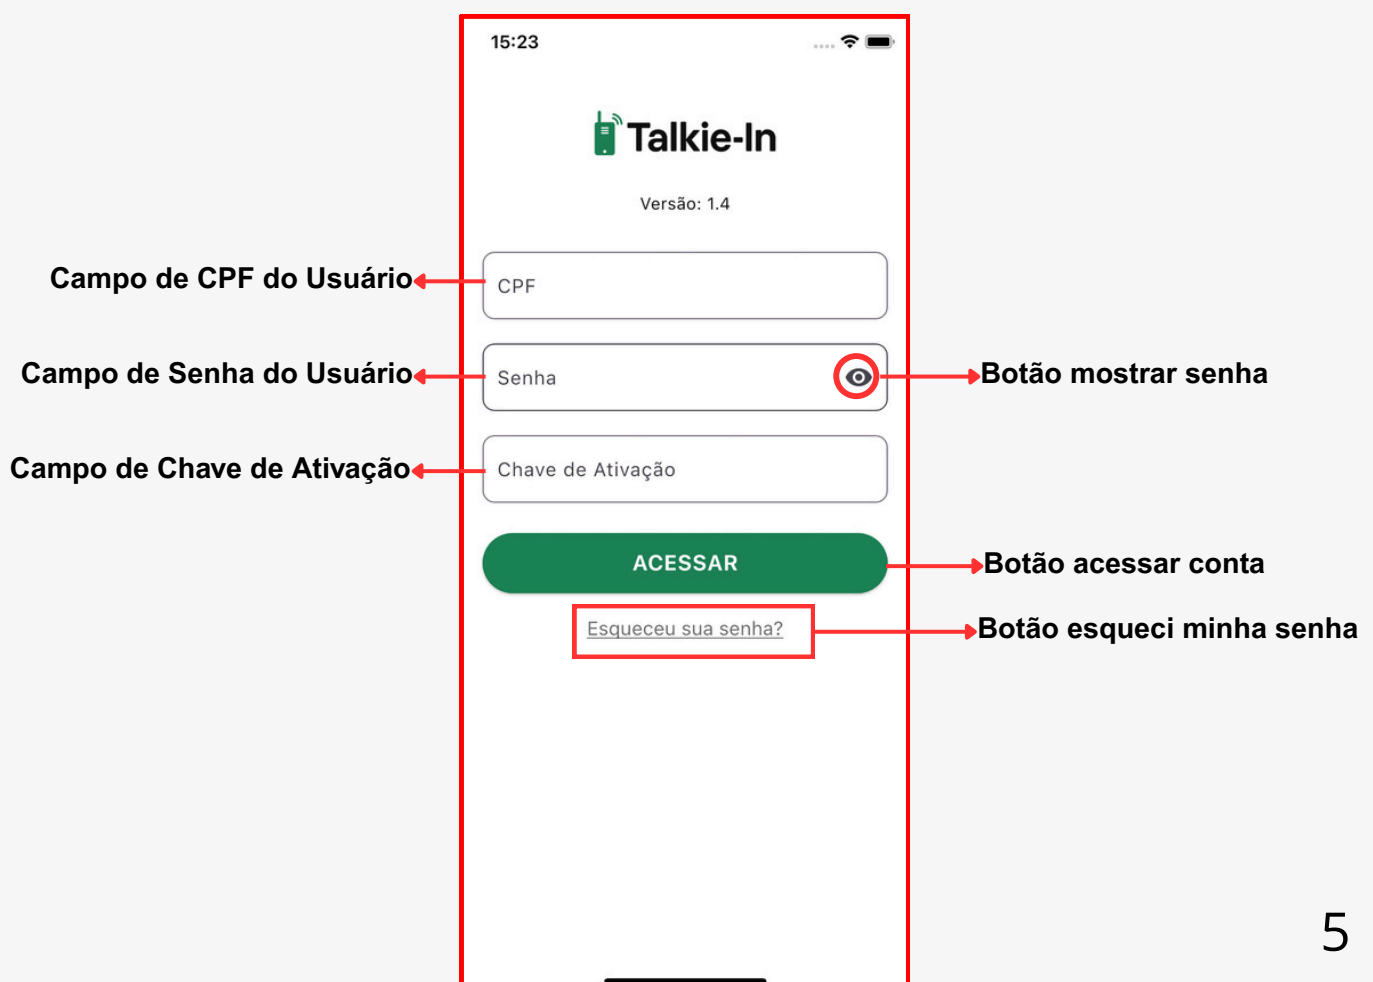 15:23
Talkie-In
Versão: 1.4
Campo de CPF do Usuário
CPF
Campo de Senha do Usuário
Senha
Botão mostrar senha
Campo de Chave de Ativação
Chave de Ativação
ACESSAR
Botão acessar conta
Esqueceu sua senha?
Botão esqueci minha senha
5